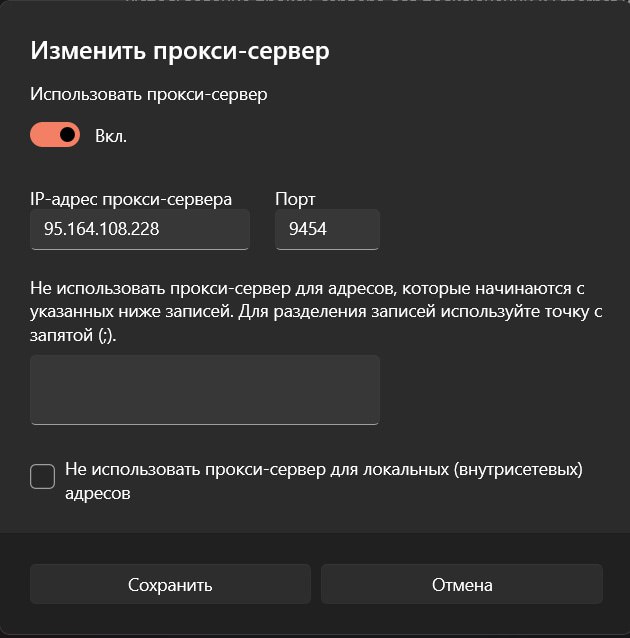 Изменить прокси-сервер
Использовать прокси-сервер
Вкл.
IP-адрес прокси-сервера
Порт
95.164.108.228
9454
Не использовать прокси-сервер для адресов, которые начинаются с
указанных ниже записей. Для разделения записей используйте точку с
запятой (;).
Не использовать прокси-сервер для локальных (внутрисетевых)
адресов
Сохранить
Отмена